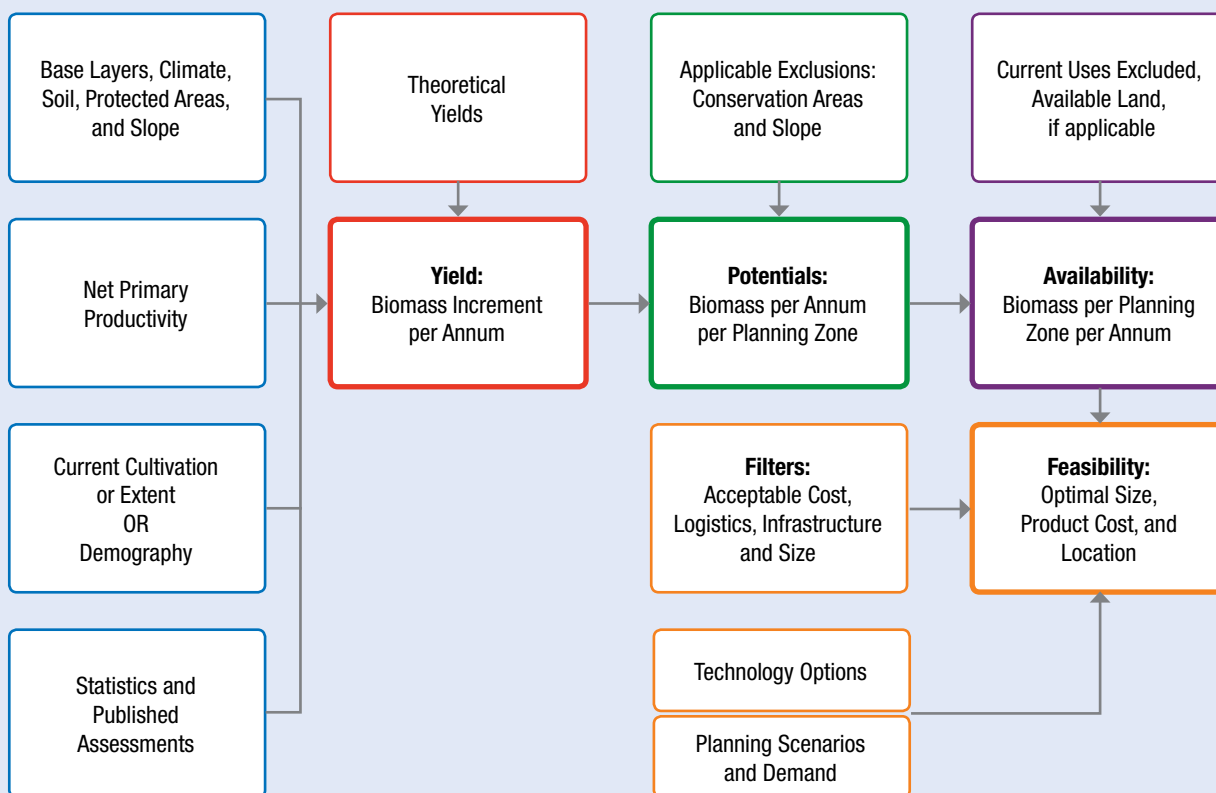 Base Layers, Climate,
Soil, Protected Areas,
and Slope
Theoretical
Yields
Applicable Exclusions:
Conservation Areas
and Slope
Current Uses Excluded,
Available Land,
if applicable
Net Primary
Productivity
Yield:
Biomass Increment
per Annum
Potentials:
Biomass per Annum
per Planning Zone
Availability:
Biomass per Planning
Zone per Annum
Current Cultivation
or Extent
OR
Demography
Filters:
Acceptable Cost,
Logistics, Infrastructure
and Size
Feasibility:
Optimal Size,
Product Cost, and
Location
Statistics and
Published
Assessments
Technology Options
Planning Scenarios
and Demand